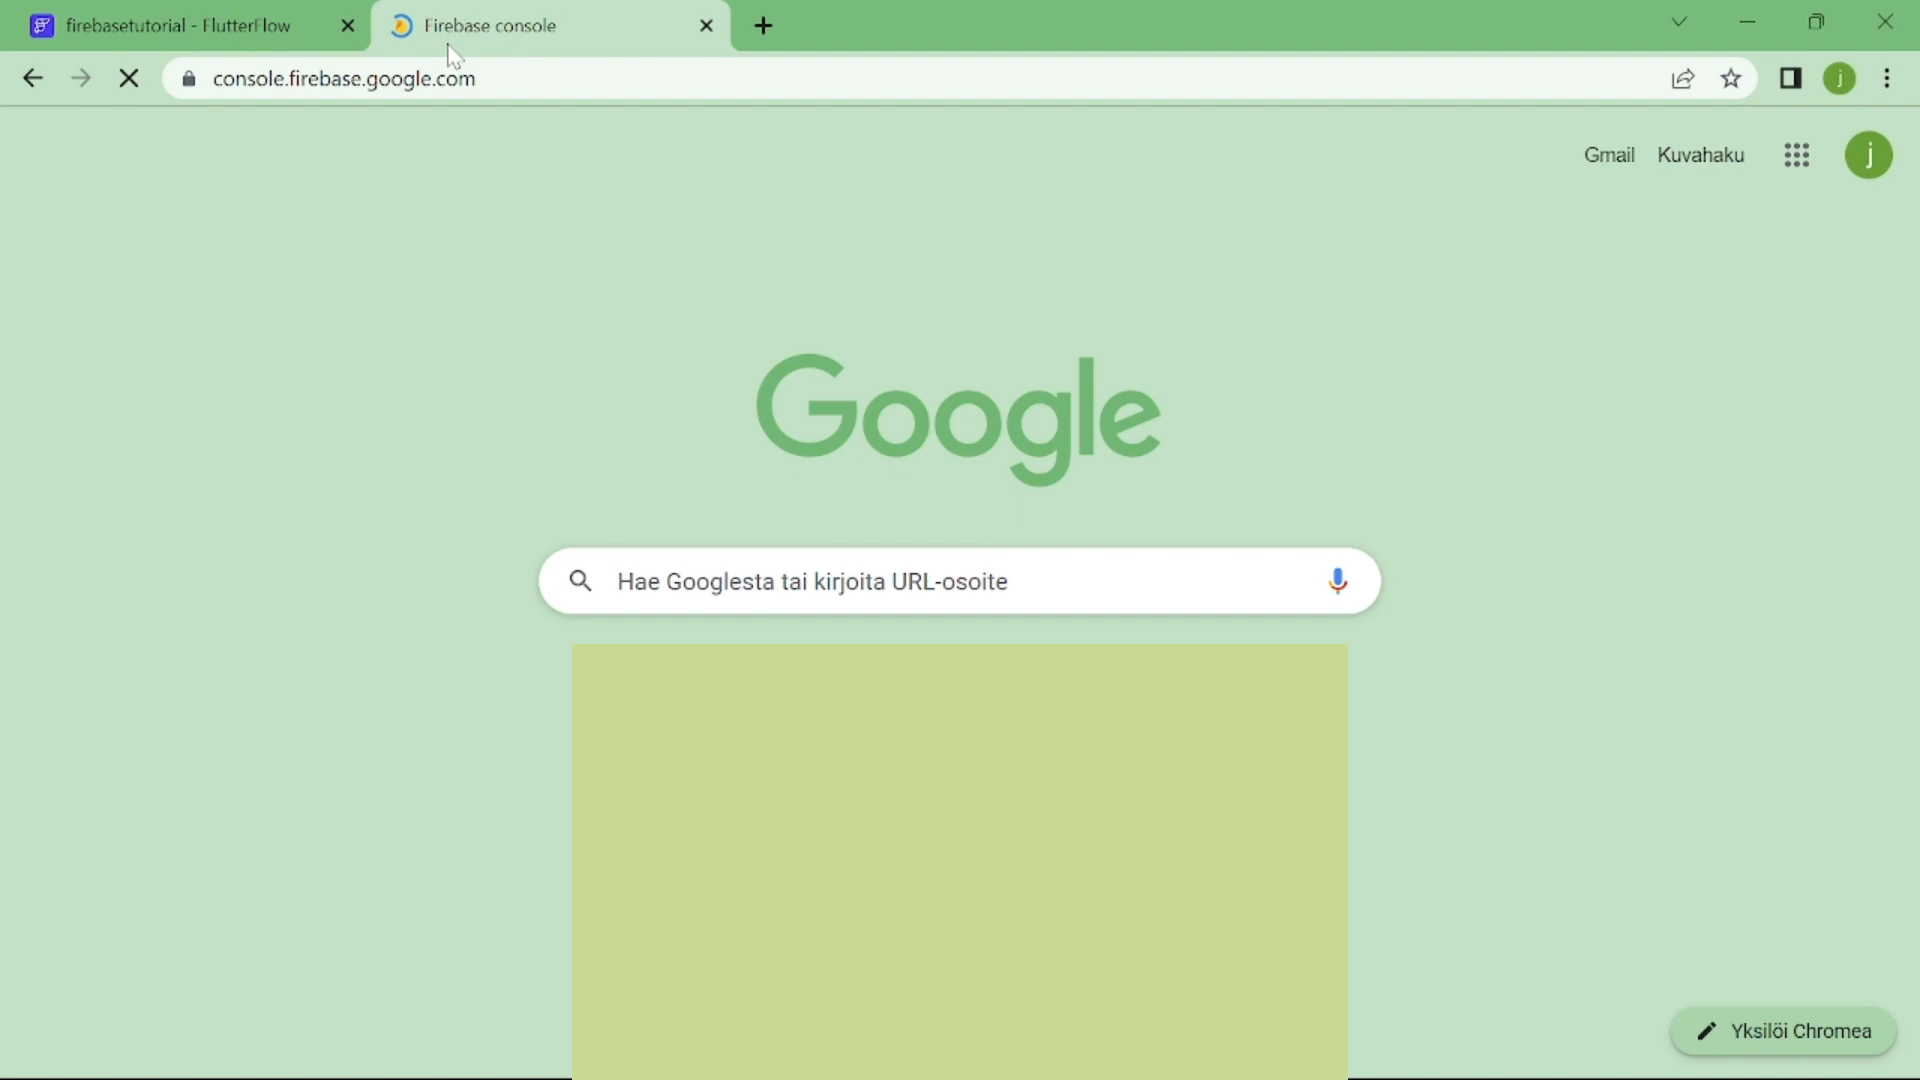 firebasetutorial - FlutterFlow
Firebase console
console.firebase.google.com
j
Gmail Kuvahaku j
Google
Hae Googlesta tai kirjoita URL-osoite
Yksilöi Chromea